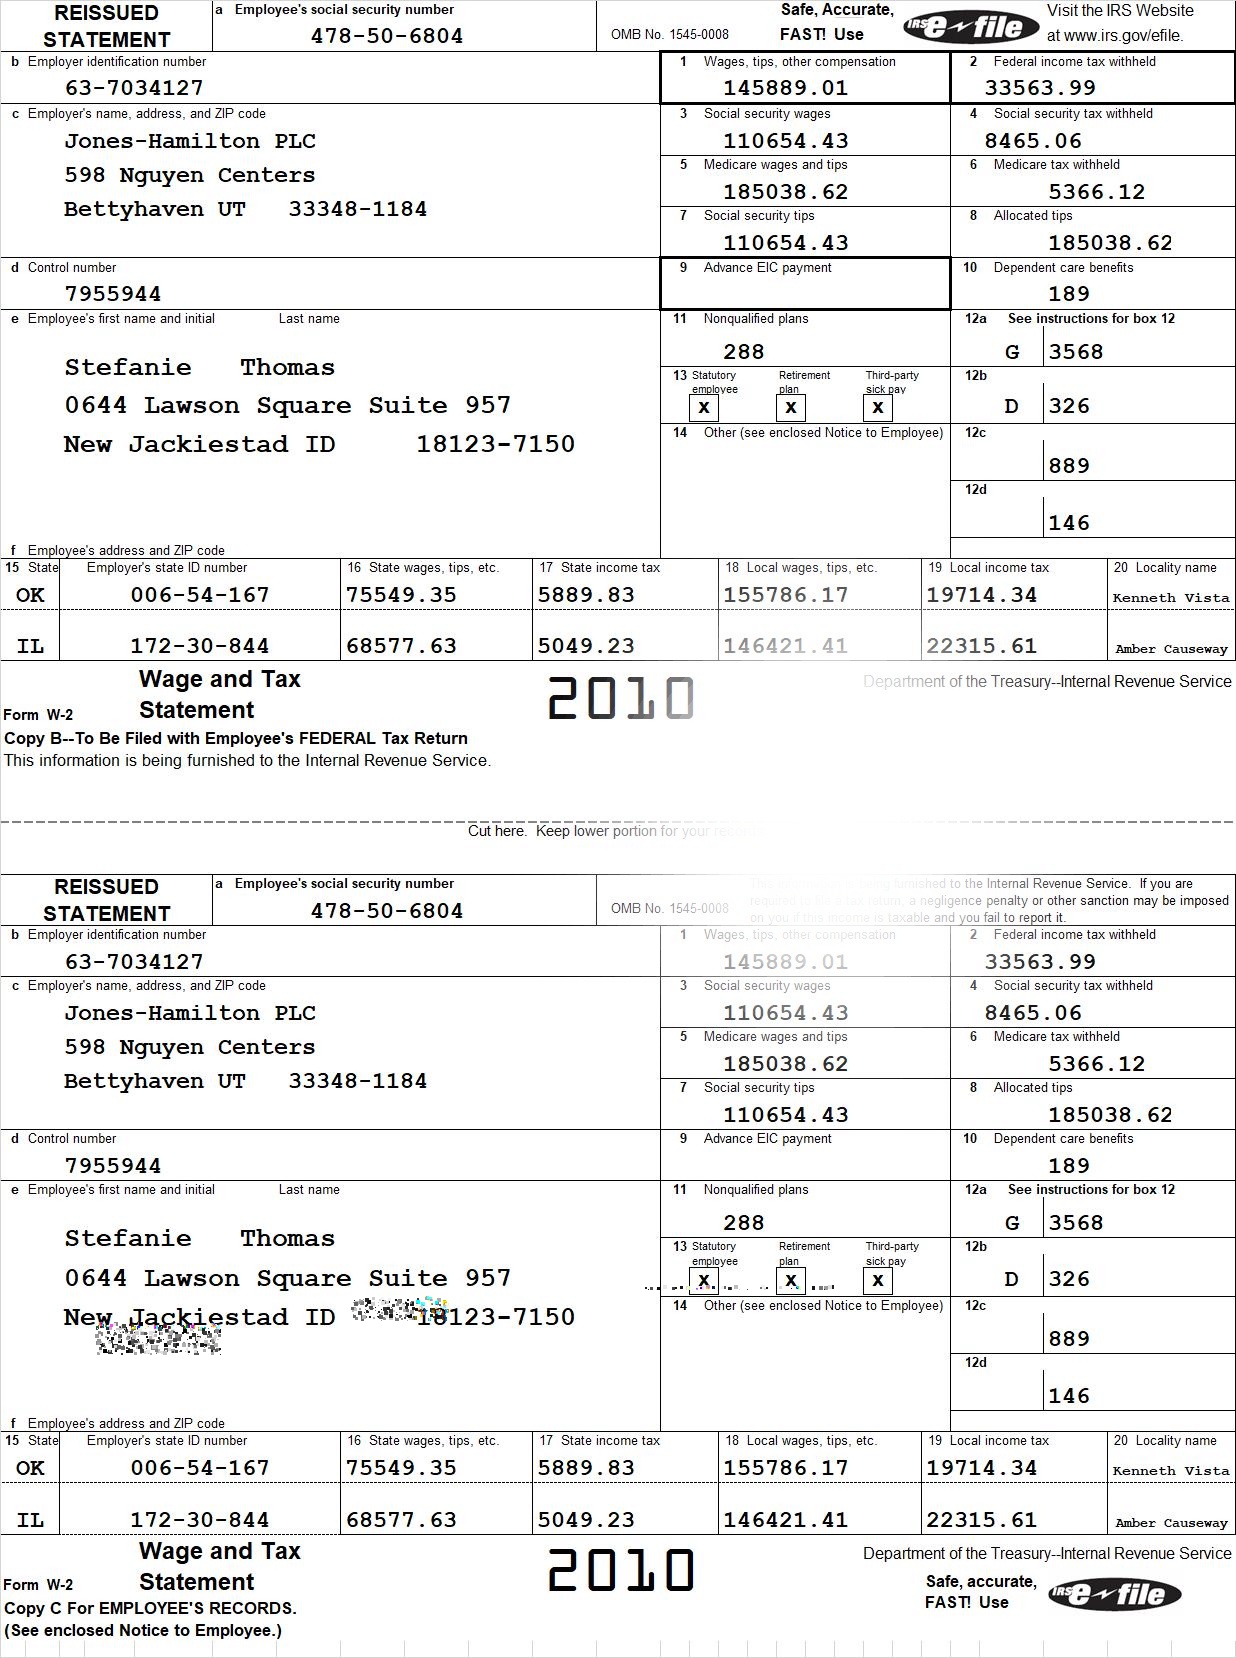 REISSUED STATEMENT
a Employee's social security number
478-50-6804
OMB No. 1545-0008
Safe, Accurate, FAST! Use
IRS e-file
Visit the IRS Website at www.irs.gov/efile.
b Employer identification number
63-7034127
1 Wages, tips, other compensation
145889.01
2 Federal income tax withheld
33563.99
c Employer's name, address, and ZIP code
Jones-Hamilton PLC
598 Nguyen Centers
Bettyhaven UT 33348-1184
3 Social security wages
110654.43
4 Social security tax withheld
8465.06
5 Medicare wages and tips
185038.62
6 Medicare tax withheld
5366.12
7 Social security tips
110654.43
8 Allocated tips
185038.62
d Control number
7955944
9 Advance EIC payment
10 Dependent care benefits
189
e Employee's first name and initial Last name
Stefanie Thomas
0644 Lawson Square Suite 957
New Jackiestad ID 18123-7150
11 Nonqualified plans
288
12a See instructions for box 12
G 3568
13 Statutory employee Retirement plan Third-party sick pay
X X X
12b
D 326
14 Other (see enclosed Notice to Employee)
12c
889
12d
146
f Employee's address and ZIP code
15 State Employer's state ID number 16 State wages, tips, etc. 17 State income tax 18 Local wages, tips, etc. 19 Local income tax 20 Locality name
OK 006-54-167 75549.35 5889.83 155786.17 19714.34 Kenneth Vista
IL 172-30-844 68577.63 5049.23 146421.41 22315.61 Amber Causeway
Wage and Tax
Form W-2 Statement
2010
Department of the Treasury--Internal Revenue Service
Copy B--To Be Filed with Employee's FEDERAL Tax Return
This information is being furnished to the Internal Revenue Service.
Cut here. Keep lower portion for your
REISSUED STATEMENT
a Employee's social security number
478-50-6804
OMB No. 1545-0008
being furnished to the Internal Revenue Service. If you are
return, a negligence penalty or other sanction may be imposed
on you if this income is taxable and you fail to report it.
b Employer identification number
63-7034127
1 Wages, tips, other compensation
145889.01
2 Federal income tax withheld
33563.99
c Employer's name, address, and ZIP code
Jones-Hamilton PLC
598 Nguyen Centers
Bettyhaven UT 33348-1184
3 Social security wages
110654.43
4 Social security tax withheld
8465.06
5 Medicare wages and tips
185038.62
6 Medicare tax withheld
5366.12
7 Social security tips
110654.43
8 Allocated tips
185038.62
d Control number
7955944
9 Advance EIC payment
10 Dependent care benefits
189
e Employee's first name and initial Last name
Stefanie Thomas
0644 Lawson Square Suite 957
New Jackiestad ID 18123-7150
11 Nonqualified plans
288
12a See instructions for box 12
G 3568
13 Statutory employee Retirement plan Third-party sick pay
X X X
12b
D 326
14 Other (see enclosed Notice to Employee)
12c
889
12d
146
f Employee's address and ZIP code
15 State Employer's state ID number 16 State wages, tips, etc. 17 State income tax 18 Local wages, tips, etc. 19 Local income tax 20 Locality name
OK 006-54-167 75549.35 5889.83 155786.17 19714.34 Kenneth Vista
IL 172-30-844 68577.63 5049.23 146421.41 22315.61 Amber Causeway
Wage and Tax
Form W-2 Statement
2010
Department of the Treasury--Internal Revenue Service
Safe, accurate, FAST! Use
IRS e-file
Copy C For EMPLOYEE'S RECORDS.
(See enclosed Notice to Employee.)